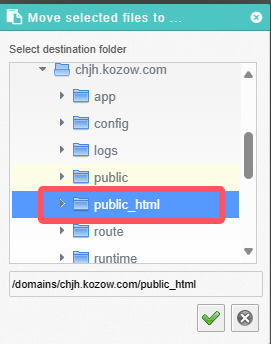 Move selected files to ...
Select destination folder
chjh.kozow.com
app
config
logs
public
public_html
route
runtime
/domains/chjh.kozow.com/public_html